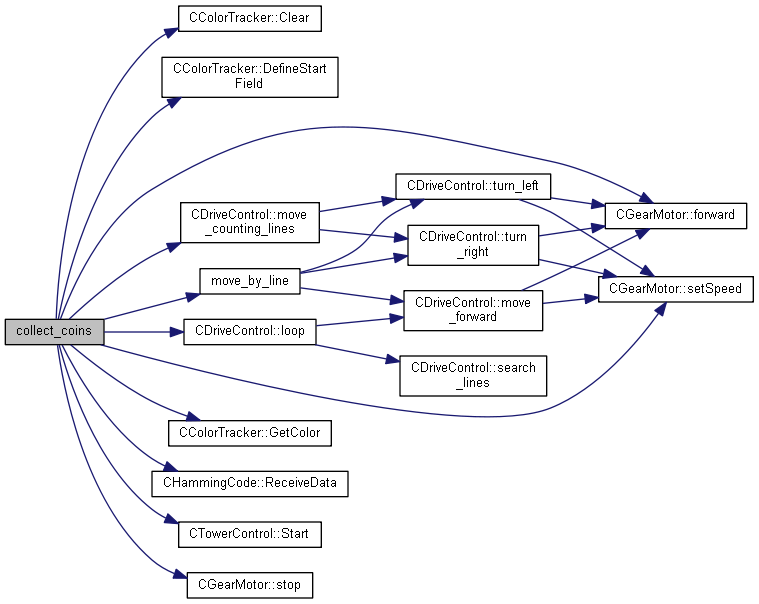 CColorTracker::Clear
CColorTracker::DefineStart
Field
CDriveControl::turn_left
CGearMotor::forward
CDriveControl::move
_counting_lines
CDriveControl::turn
_right
move_by_line
CGearMotor::setSpeed
CDriveControl::move
_forward
collect_coins
CDriveControl::loop
CDriveControl::search
_lines
CColorTracker::GetColor
CHammingCode::ReceiveData
CTowerControl::Start
CGearMotor::stop